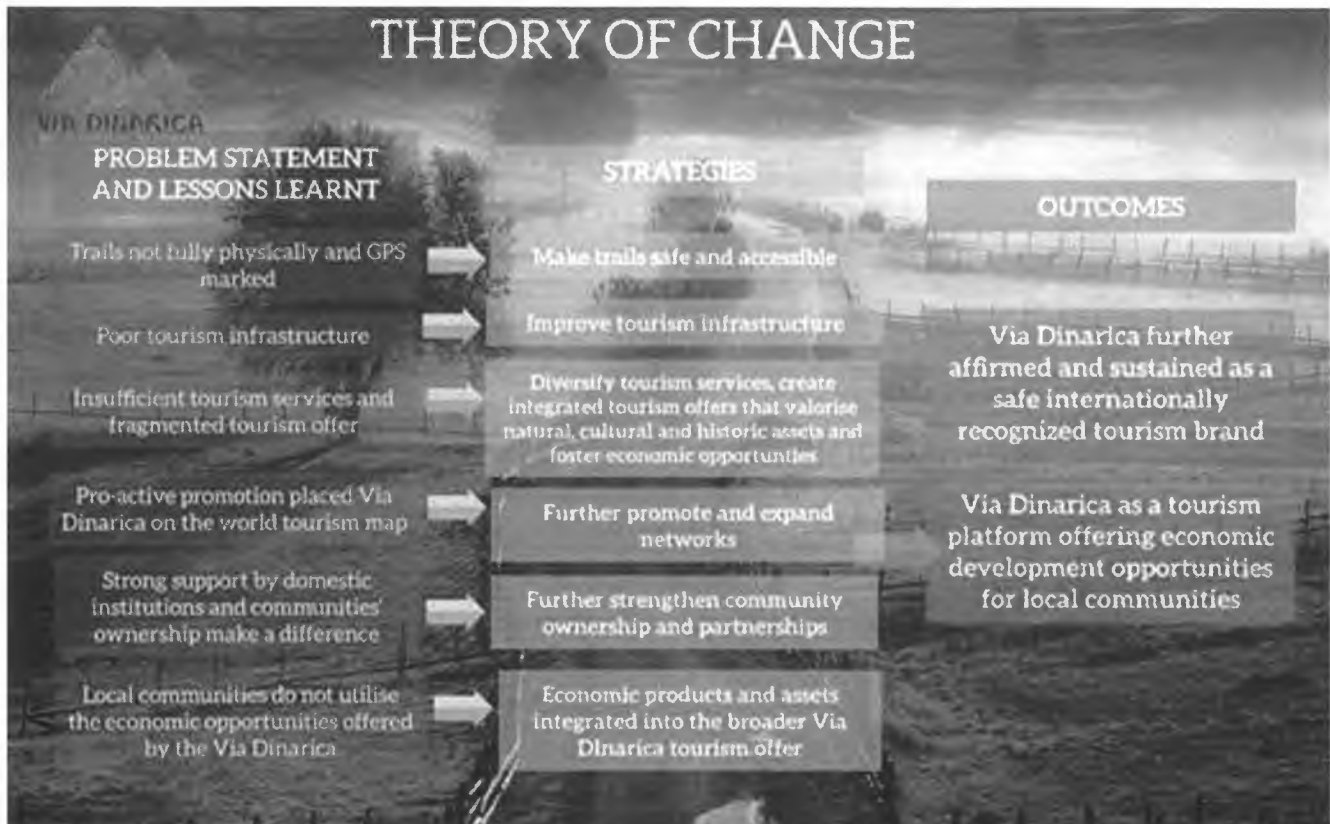 THEORY OF CHANGE
VIA DINARICA
PROBLEM STATEMENT
AND LESSONS LEARNT
Trails not fully physically and GPS
marked
Poor tourism infrastructure
Insufficient tourism services and
fragmented tourism offer
Pro-active promotion placed Via
Dinarica on the world tourism map
Strong support by domestic
institutions and communities'
ownership make a difference
Local communities do not utilise
the economic opportunities offered
by the Via Dinarica
STRATEGIES
Make trails safe and accessible
Improve tourism infrastructure
Diversify tourism services, create
integrated tourism offers that valorise
natural, cultural and historic assets and
foster economic opportunties
Further promote and expand
networks
Further strengthen community
ownership and partnerships
Economic products and assets
integrated into the broader Via
Dinarica tourism offer
OUTCOMES
Via Dinarica further
affirmed and sustained as a
safe internationally
recognized tourism brand
Via Dinarica as a tourism
platform offering economic
development opportunities
for local communities